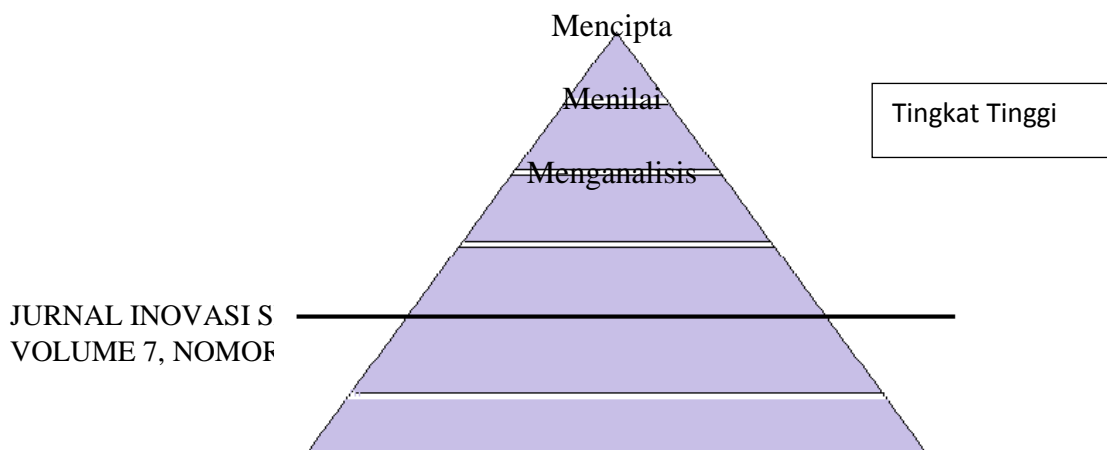 Mencipta
Menilai
Tingkat Tinggi
Menganalisis
JURNAL INOVASI S
VOLUME 7, NOMOR